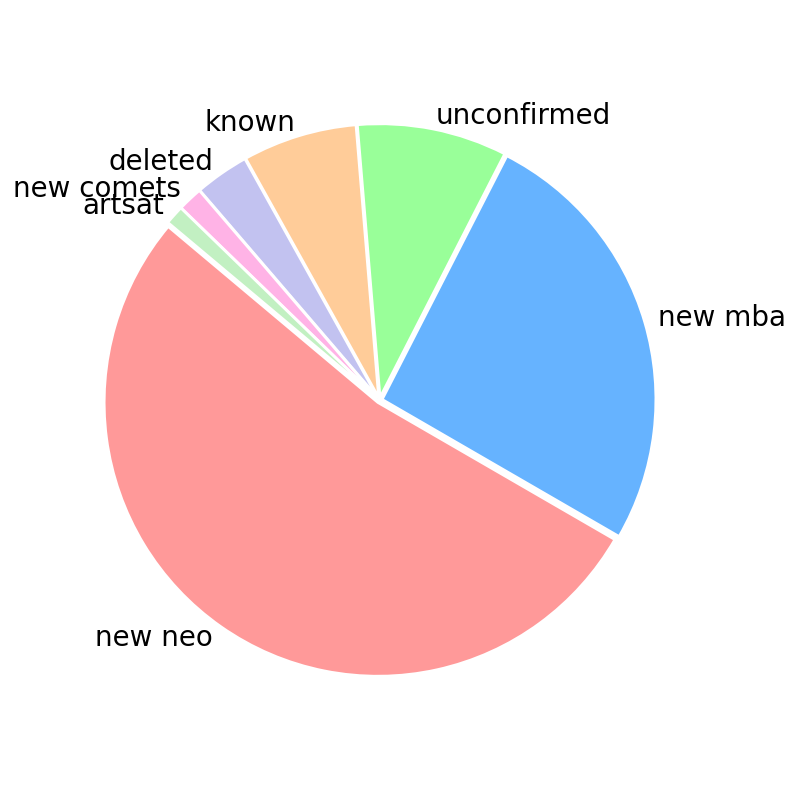 unconfirmed
known
deleted
new comets
artsat
new mba
new neo